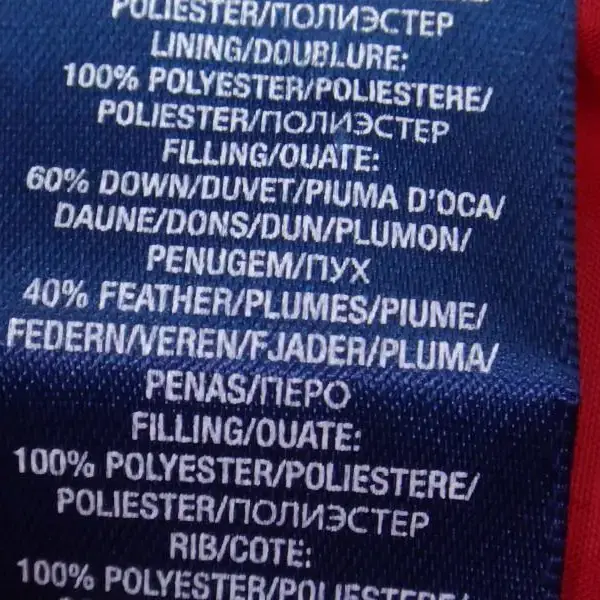 POLIESTER/ПОЛИЭСТЕР
LINING/DOUBLURE:
100% POLYESTER/POLIESTERE/
POLIESTER/ПОЛИЭСТЕР
FILLING/OUATE:
60% DOWN/DUVET/PIUMA D'OCA/
DAUNE/DONS/DUN/PLUMON/
PENUGEM/ПУХ
40% FEATHER/PLUMES/PIUME/
FEDERN/VEREN/FJADER/PLUMA/
PENAS/ПЕРО
FILLING/OUATE:
100% POLYESTER/POLIESTERE/
POLIESTER/ПОЛИЭСТЕР
RIB/COTE:
100% POLYESTER/POLIESTERE/